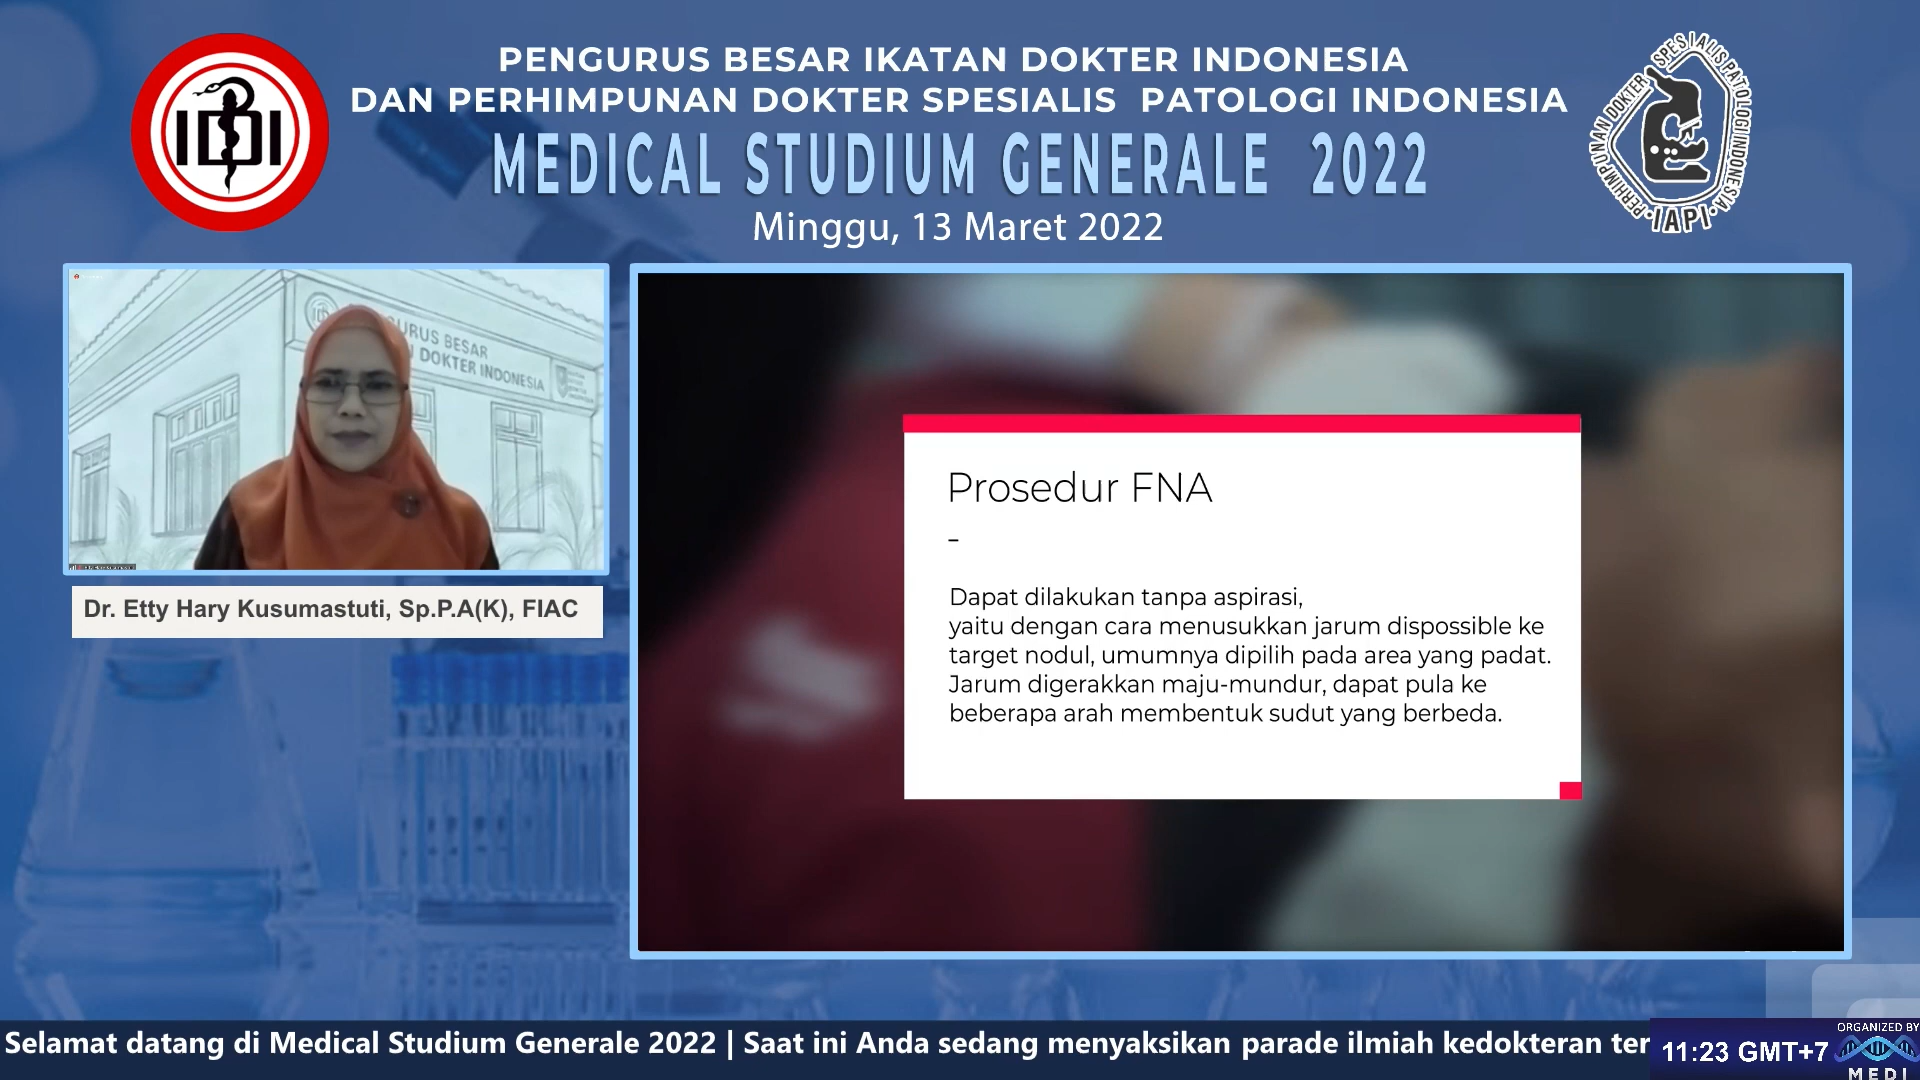 PENGURUS BESAR IKATAN DOKTER INDONESIA
DAN PERHIMPUNAN DOKTER SPESIALIS PATOLOGI INDONESIA
MEDICAL STUDIUM GENERALE 2022
Minggu, 13 Maret 2022
IDI
PERHIMPUNAN DOKTER SPESIALIS PATOLOGI INDONESIA
IAPI
URUS BESAR
DOKTER INDONESIA
Dr. Etty Hary Kusumastuti, Sp.P.A(K), FIAC
Prosedur FNA
–
Dapat dilakukan tanpa aspirasi,
yaitu dengan cara menusukkan jarum dispossible ke
target nodul, umumnya dipilih pada area yang padat.
Jarum digerakkan maju-mundur, dapat pula ke
beberapa arah membentuk sudut yang berbeda.
Selamat datang di Medical Studium Generale 2022 | Saat ini Anda sedang menyaksikan parade ilmiah kedokteran ter
11:23 GMT+7
ORGANIZED BY
MEDI